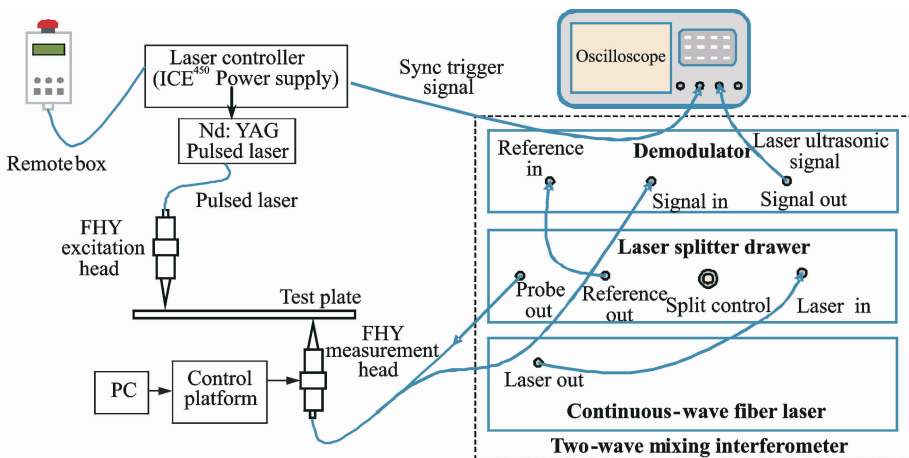 Laser controller
(ICE450 Power supply)
Remote box
Nd: YAG
Pulsed laser
Pulsed laser
FHY
excitation
head
Test plate
FHY
measurement
head
PC
Control
platform
Sync trigger
signal
Oscilloscope
Reference
in
Demodulator
Laser ultrasonic
signal
Signal in
Signal out
Laser splitter drawer
Probe
out
Reference
out
Split control
Laser in
Laser out
Continuous-wave fiber laser
Two-wave mixing interferometer